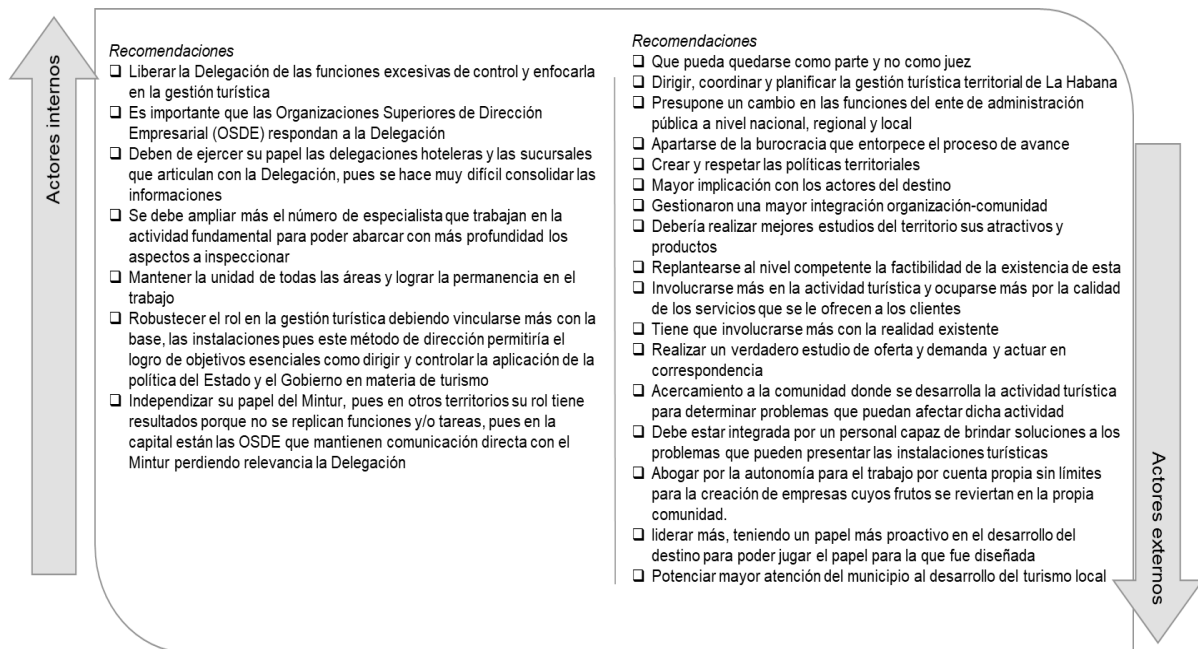 Actores internos
Recomendaciones
❑ Liberar la Delegación de las funciones excesivas de control y enfocarla
en la gestión turística
❑ Es importante que las Organizaciones Superiores de Dirección
Empresarial (OSDE) respondan a la Delegación
❑ Deben de ejercer su papel las delegaciones hoteleras y las sucursales
que articulan con la Delegación, pues se hace muy difícil consolidar las
informaciones
❑ Se debe ampliar más el número de especialista que trabajan en la
actividad fundamental para poder abarcar con más profundidad los
aspectos a inspeccionar
❑ Mantener la unidad de todas las áreas y lograr la permanencia en el
trabajo
❑ Robustecer el rol en la gestión turística debiendo vincularse más con la
base, las instalaciones pues este método de dirección permitiría el
logro de objetivos esenciales como dirigir y controlar la aplicación de la
política del Estado y el Gobierno en materia de turismo
❑ Independizar su papel del Mintur, pues en otros territorios su rol tiene
resultados porque no se replican funciones y/o tareas, pues en la
capital están las OSDE que mantienen comunicación directa con el
Mintur perdiendo relevancia la Delegación
Recomendaciones
❑ Que pueda quedarse como parte y no como juez
❑ Dirigir, coordinar y planificar la gestión turística territorial de La Habana
❑ Presupone un cambio en las funciones del ente de administración
pública a nivel nacional, regional y local
❑ Apartarse de la burocracia que entorpece el proceso de avance
❑ Crear y respetar las políticas territoriales
❑ Mayor implicación con los actores del destino
❑ Gestionaron una mayor integración organización-comunidad
❑ Debería realizar mejores estudios del territorio sus atractivos y
productos
❑ Replantearse al nivel competente la factibilidad de la existencia de esta
❑ Involucrarse más en la actividad turística y ocuparse más por la calidad
de los servicios que se le ofrecen a los clientes
❑ Tiene que involucrarse más con la realidad existente
❑ Realizar un verdadero estudio de oferta y demanda y actuar en
correspondencia
❑ Acercamiento a la comunidad donde se desarrolla la actividad turística
para determinar problemas que puedan afectar dicha actividad
❑ Debe estar integrada por un personal capaz de brindar soluciones a los
problemas que pueden presentar las instalaciones turísticas
❑ Abogar por la autonomía para el trabajo por cuenta propia sin límites
para la creación de empresas cuyos frutos se reviertan en la propia
comunidad.
❑ liderar más, teniendo un papel más proactivo en el desarrollo del
destino para poder jugar el papel para la que fue diseñada
❑ Potenciar mayor atención del municipio al desarrollo del turismo local
Actores externos